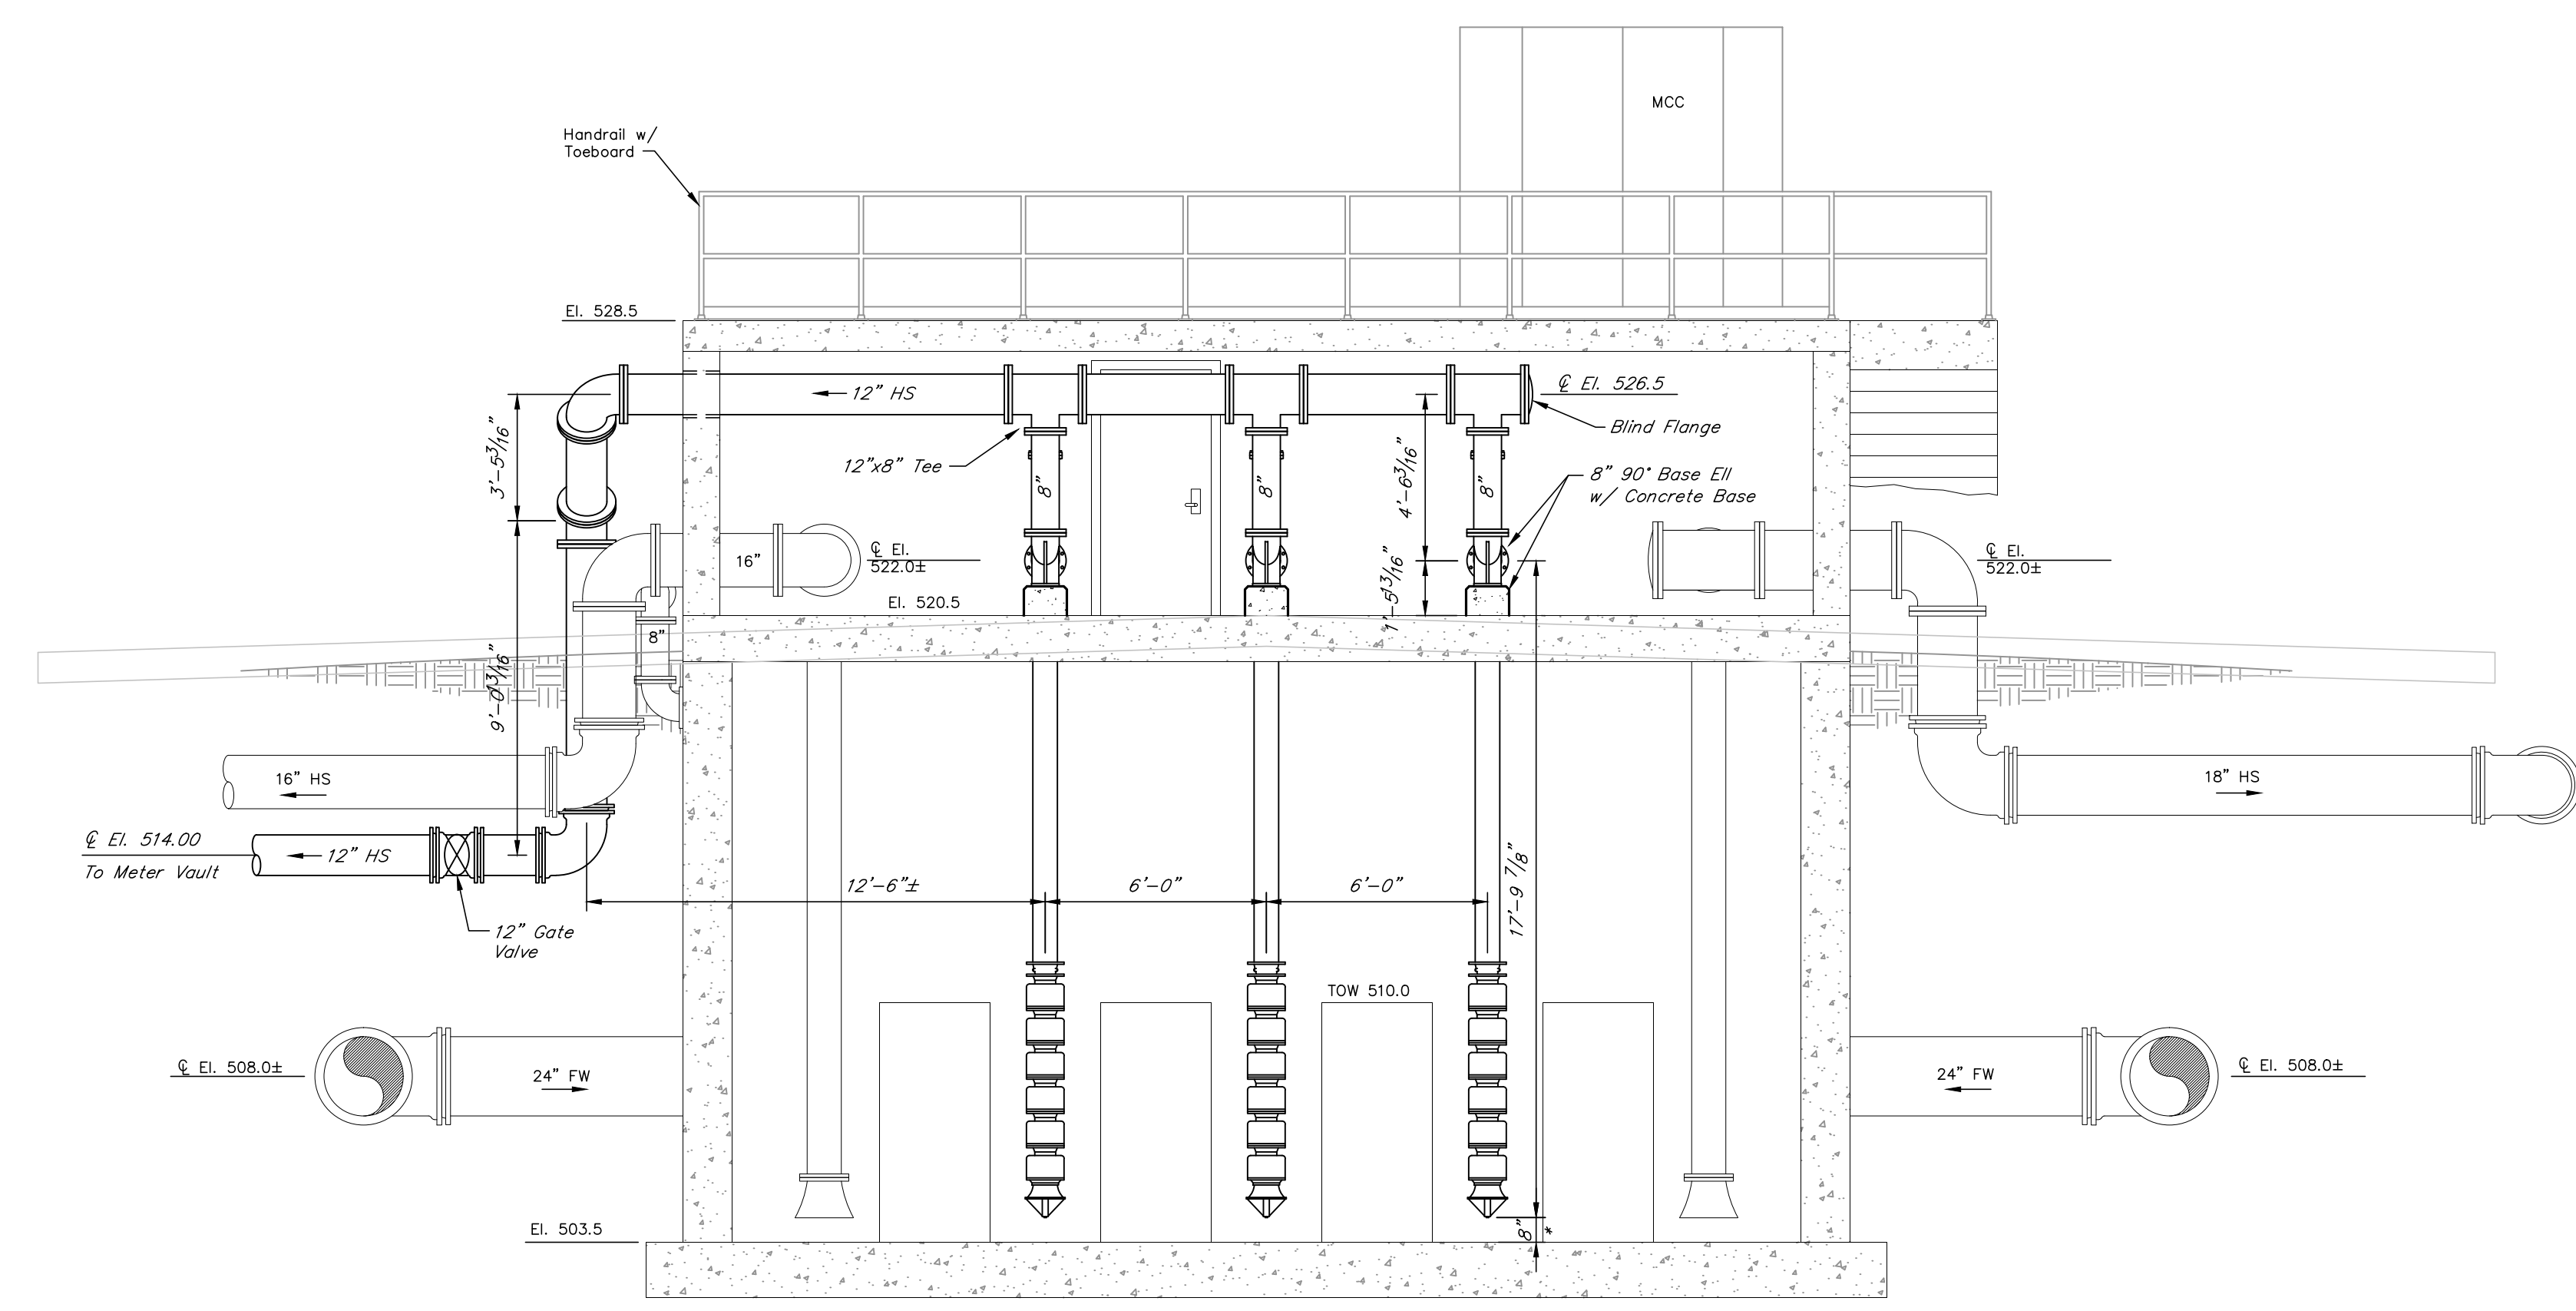 MCC
Handrail w/
Toeboard
El. 528.5
12" HS
℄ El. 526.5
Blind Flange
3'-5 3/16"
12"x8" Tee
8"
8"
8"
4'-6 3/16"
8" 90° Base Ell
w/ Concrete Base
16"
℄ El.
522.0±
℄ El.
522.0±
1'-5 13/16"
El. 520.5
8"
9'-0 13/16"
16" HS
18" HS
℄ El. 514.00
To Meter Vault
12" HS
12'-6"±
6'-0"
6'-0"
17'-9 7/8"
12" Gate
Valve
TOW 510.0
℄ El. 508.0±
24" FW
24" FW
℄ El. 508.0±
El. 503.5
8"
*